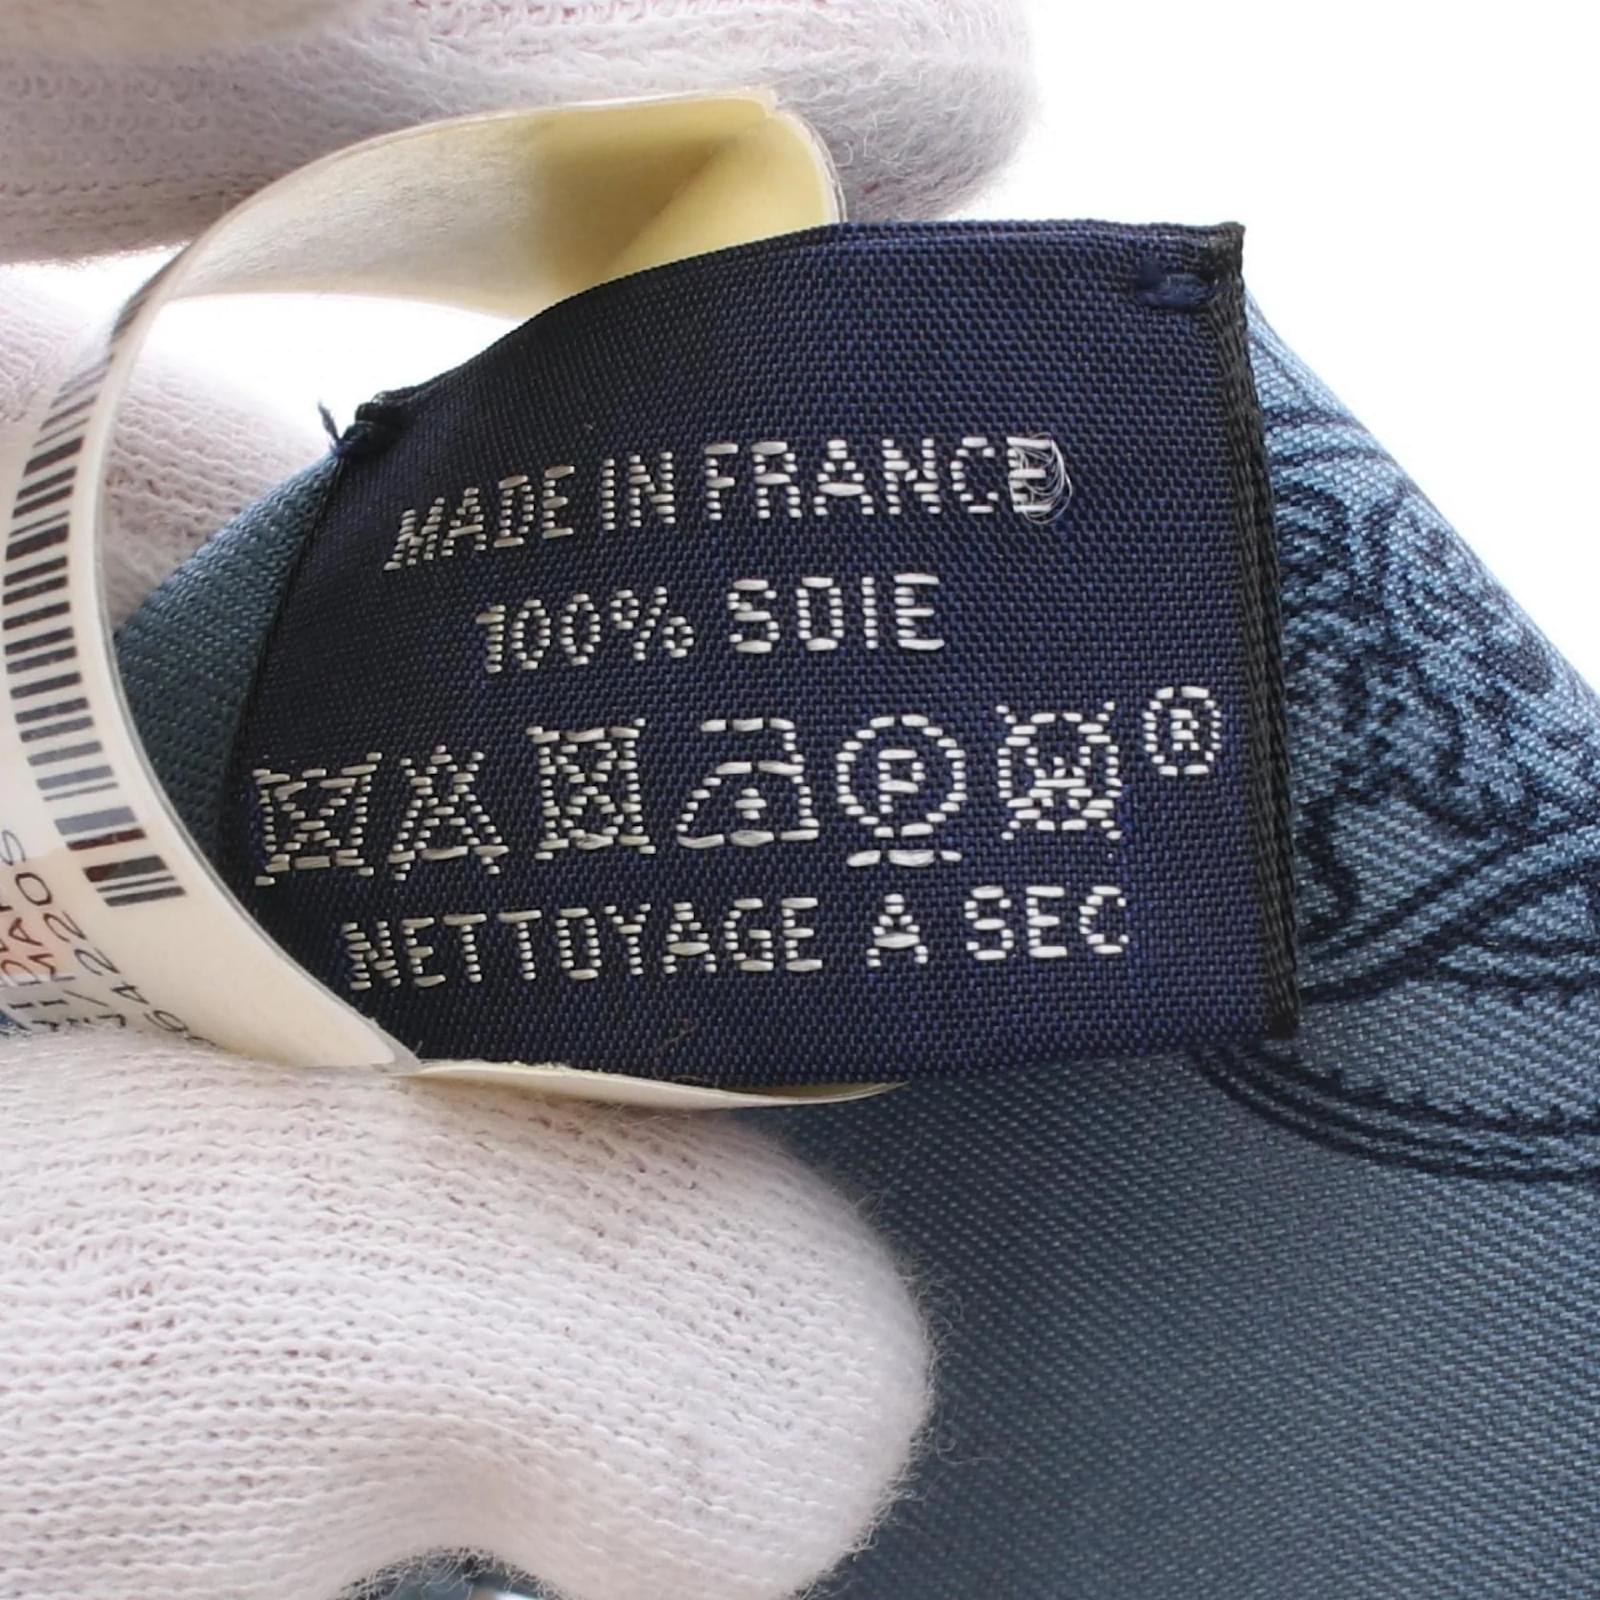 MADE IN FRANCE
100% SOIE
P W ®
NETTOYAGE A SEC